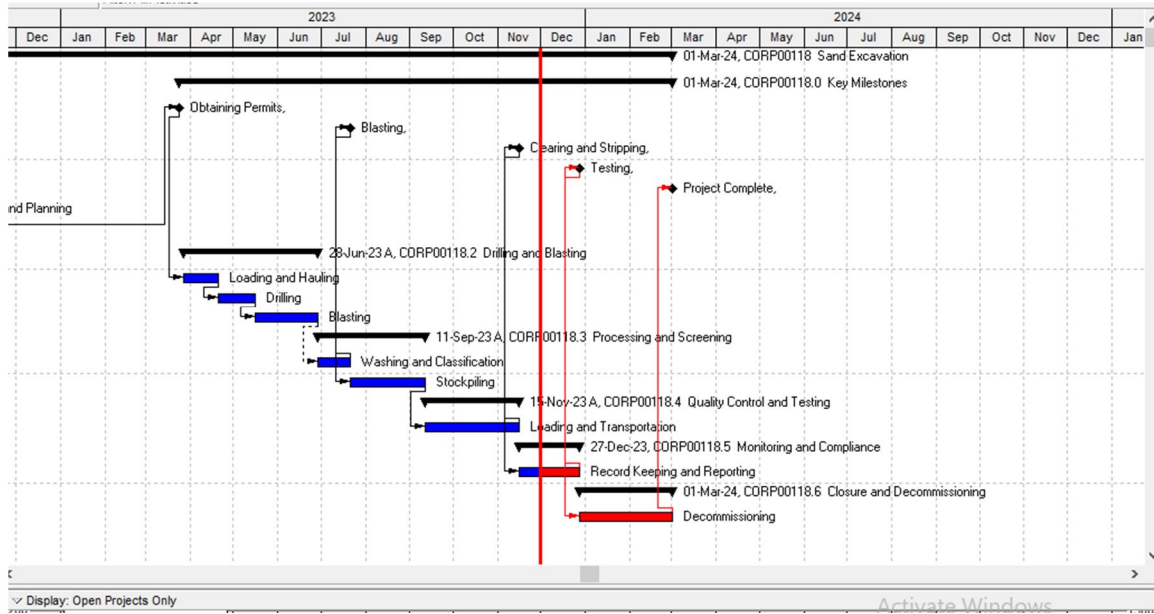 2023 2024
Dec Jan Feb Mar Apr May Jun Jul Aug Sep Oct Nov Dec Jan Feb Mar Apr May Jun Jul Aug Sep Oct Nov Dec Jan
01-Mar-24, CORP00118 Sand Excavation
01-Mar-24, CORP00118.0 Key Milestones
Obtaining Permits,
Blasting,
Clearing and Stripping,
Testing,
Project Complete,
and Planning
28-Jun-23 A, CORP00118.2 Drilling and Blasting
Loading and Hauling
Drilling
Blasting
11-Sep-23 A, CORP00118.3 Processing and Screening
Washing and Classification
Stockpiling
15-Nov-23 A, CORP00118.4 Quality Control and Testing
Loading and Transportation
27-Dec-23, CORP00118.5 Monitoring and Compliance
Record Keeping and Reporting
01-Mar-24, CORP00118.6 Closure and Decommissioning
Decommissioning
Display: Open Projects Only
Activate Windows